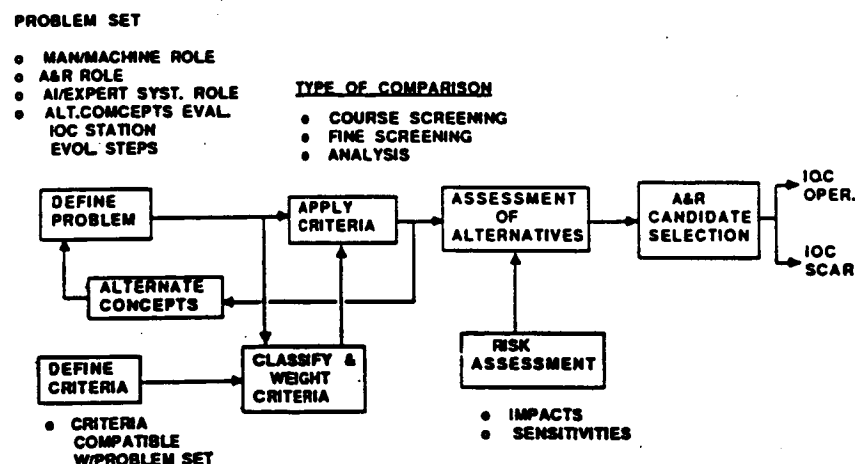 PROBLEM SET
• MAN/MACHINE ROLE
• A&R ROLE
• AI/EXPERT SYST. ROLE
• ALT.COMCEPTS EVAL.
IOC STATION
EVOL. STEPS
TYPE OF COMPARISON
• COURSE SCREENING
• FINE SCREENING
• ANALYSIS
DEFINE
PROBLEM
APPLY
CRITERIA
ASSESSMENT
OF
ALTERNATIVES
A&R
CANDIDATE
SELECTION
IOC
OPER.
IOC
SCAR
ALTERNATE
CONCEPTS
DEFINE
CRITERIA
CLASSIFY &
WEIGHT
CRITERIA
RISK
ASSESSMENT
• CRITERIA
COMPATIBLE
W/PROBLEM SET
• IMPACTS
• SENSITIVITIES